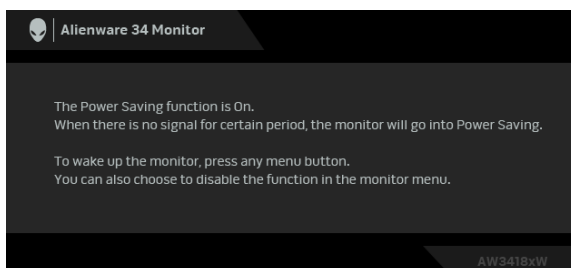 Alienware 34 Monitor
The Power Saving function is On.
When there is no signal for certain period, the monitor will go into Power Saving.
To wake up the monitor, press any menu button.
You can also choose to disable the function in the monitor menu.
AW3418xW